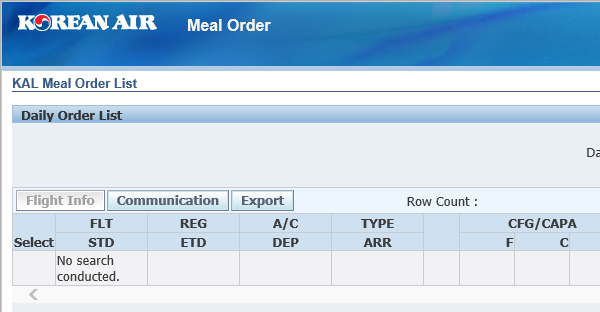 KOREAN AIR Meal Order
KAL Meal Order List
Daily Order List
Da
Flight Info Communication Export Row Count :
FLT REG A/C TYPE CFG/CAPA
Select STD ETD DEP ARR F C
No search
conducted.